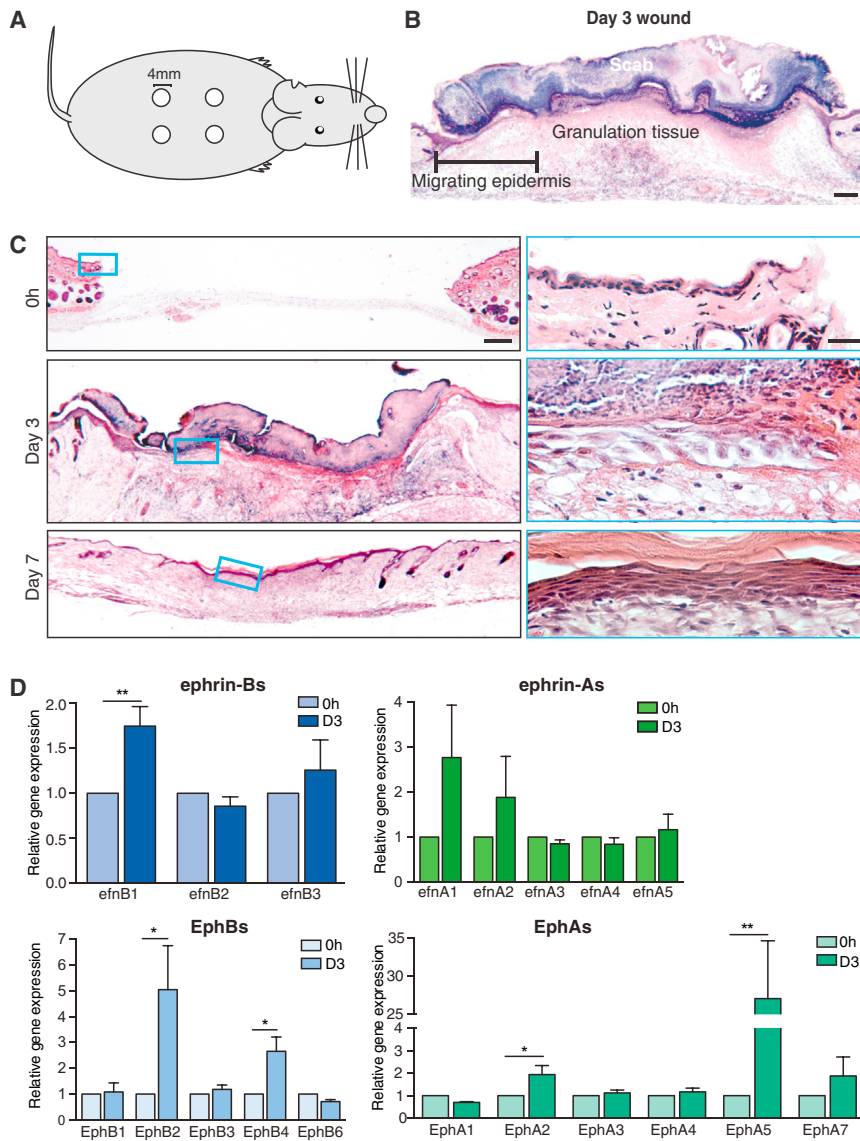 A
4mm
B
Day 3 wound
Scab
Granulation tissue
Migrating epidermis
C
0h
Day 3
Day 7
D
ephrin-Bs
Relative gene expression
2.0
1.5
1.0
0.5
0.0
**
0h
D3
efnB1 efnB2 efnB3
ephrin-As
Relative gene expression
4
3
2
1
0
0h
D3
efnA1 efnA2 efnA3 efnA4 efnA5
EphBs
Relative gene expression
7
6
5
4
3
2
1
0
*
*
0h
D3
EphB1 EphB2 EphB3 EphB4 EphB6
EphAs
Relative gene expression
35
30
25
4
2
3
2
1
0
*
**
0h
D3
EphA1 EphA2 EphA3 EphA4 EphA5 EphA7